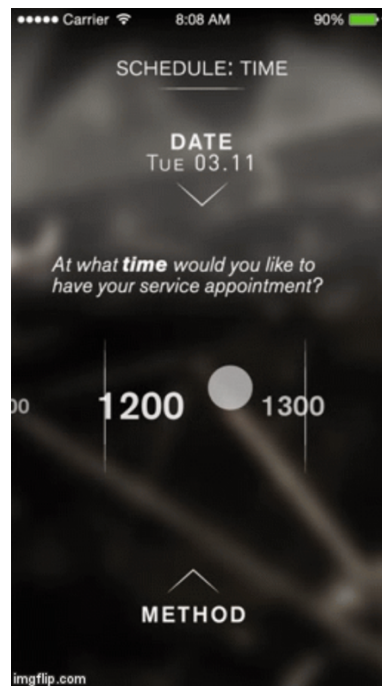 Carrier 8:08 AM 90%
SCHEDULE: TIME
DATE
TUE 03.11
At what time would you like to
have your service appointment?
00 1200 1300
METHOD
imgflip.com